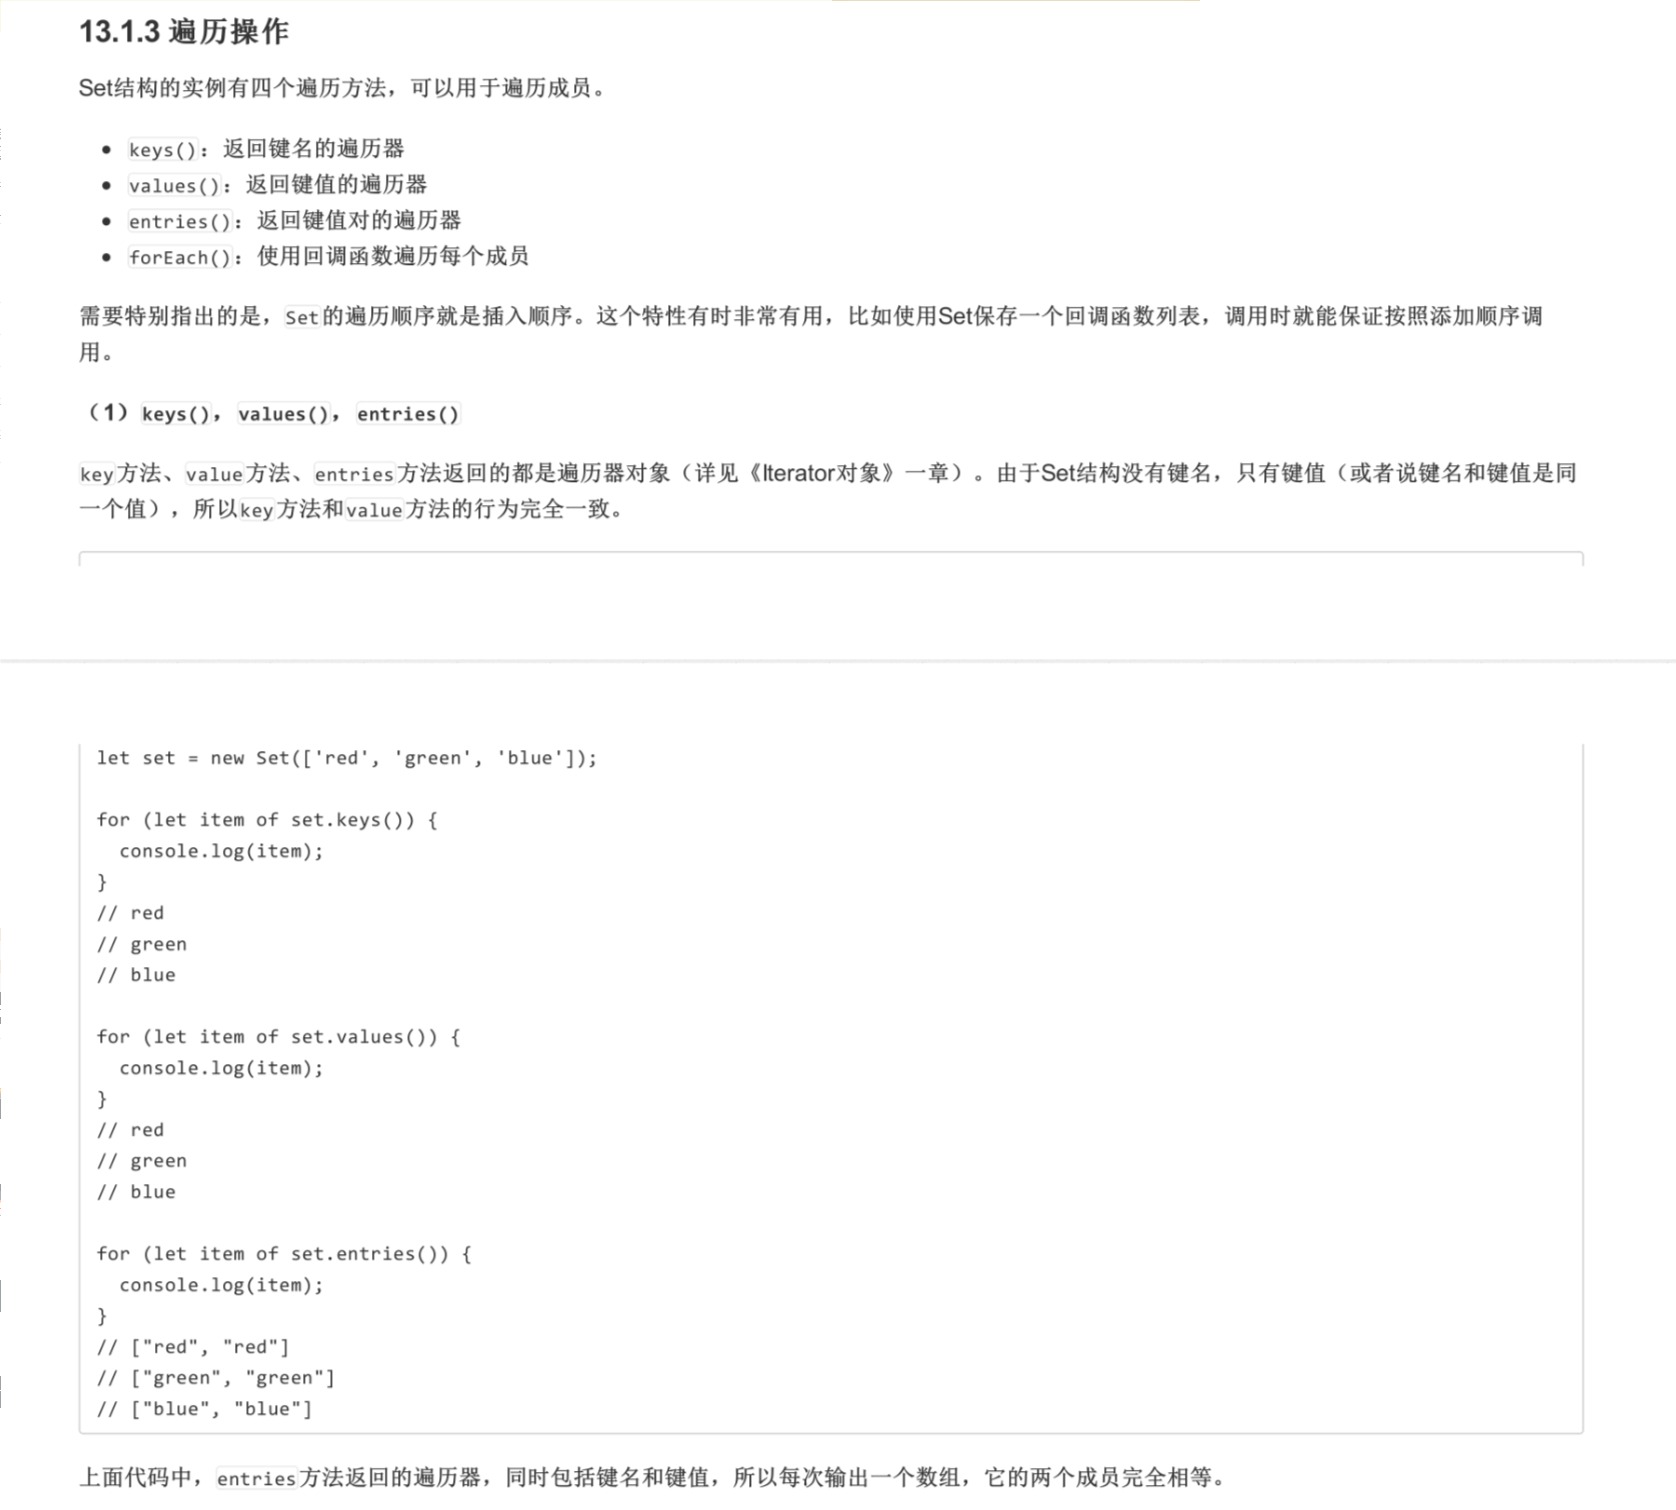 13.1.3 遍历操作
Set结构的实例有四个遍历方法，可以用于遍历成员。
• keys()：返回键名的遍历器
• values()：返回键值的遍历器
• entries()：返回键值对的遍历器
• forEach()：使用回调函数遍历每个成员
需要特别指出的是，Set的遍历顺序就是插入顺序。这个特性有时非常有用，比如使用Set保存一个回调函数列表，调用时就能保证按照添加顺序调
用。
（1）keys()，values()，entries()
key方法、value方法、entries方法返回的都是遍历器对象（详见《Iterator对象》一章）。由于Set结构没有键名，只有键值（或者说键名和键值是同
一个值），所以key方法和value方法的行为完全一致。
let set = new Set(['red', 'green', 'blue']);
for (let item of set.keys()) {
  console.log(item);
}
// red
// green
// blue
for (let item of set.values()) {
  console.log(item);
}
// red
// green
// blue
for (let item of set.entries()) {
  console.log(item);
}
// ["red", "red"]
// ["green", "green"]
// ["blue", "blue"]
上面代码中，entries方法返回的遍历器，同时包括键名和键值，所以每次输出一个数组，它的两个成员完全相等。